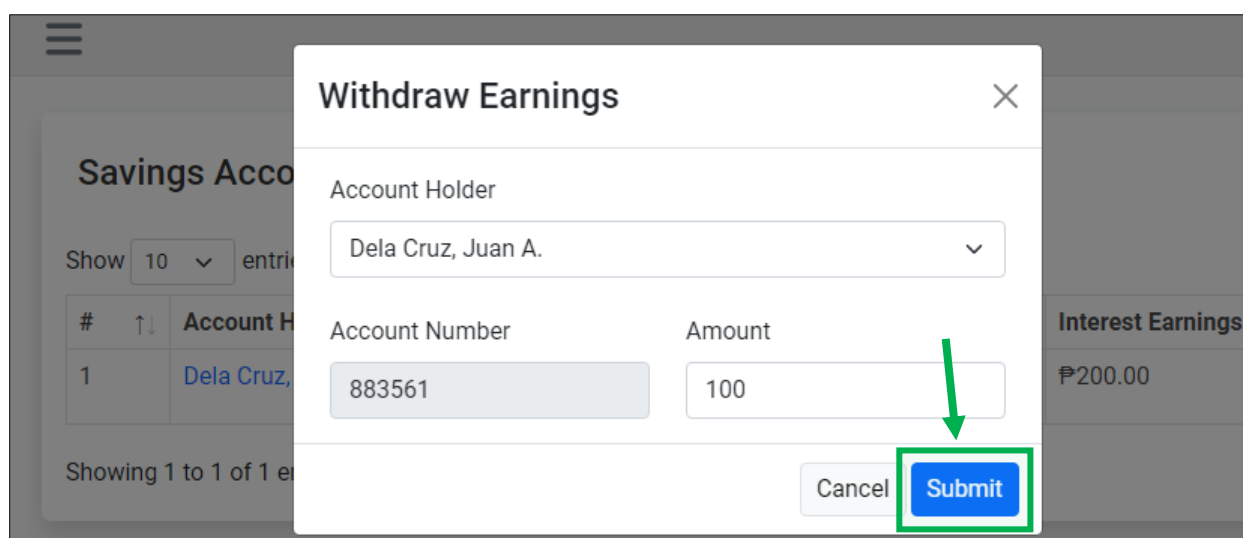 Withdraw Earnings
Savings Acco
Account Holder
Dela Cruz, Juan A.
Show 10 entrie
# Account H Interest Earnings
Account Number Amount
1 Dela Cruz, ₱200.00
883561 100
Showing 1 to 1 of 1 e
Cancel Submit